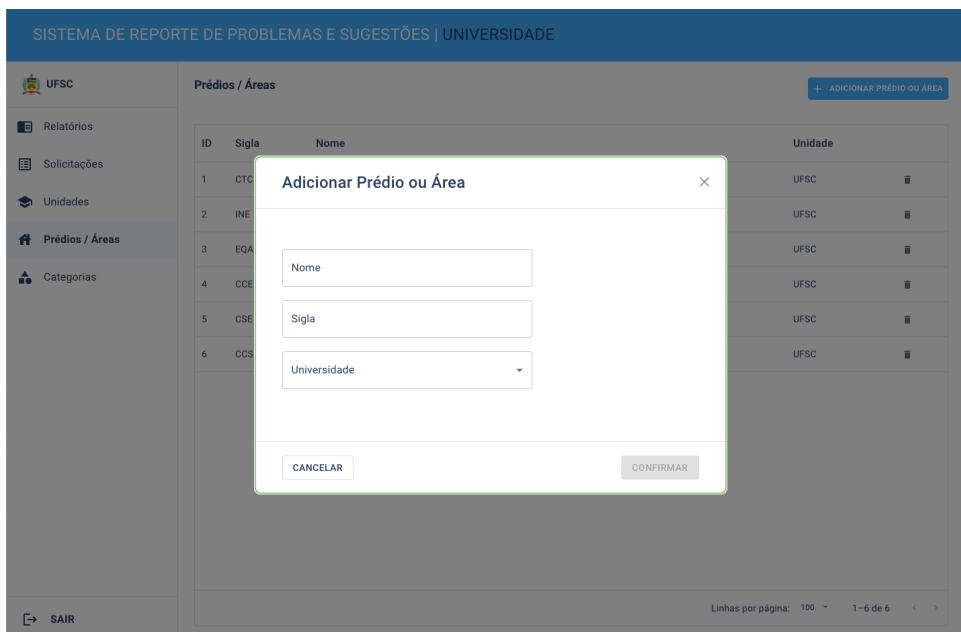 SISTEMA DE REPORTE DE PROBLEMAS E SUGESTÕES | UNIVERSIDADE
UFSC
Relatórios
Solicitações
Unidades
Prédios / Áreas
Categorias
SAIR
Prédios / Áreas
+ ADICIONAR PRÉDIO OU ÁREA
ID Sigla Nome Unidade
1 CTC UFSC
2 INE UFSC
3 EQA UFSC
4 CCE UFSC
5 CSE UFSC
6 CCS UFSC
Adicionar Prédio ou Área
Nome
Sigla
Universidade
CANCELAR CONFIRMAR
Linhas por página: 100 1–6 de 6